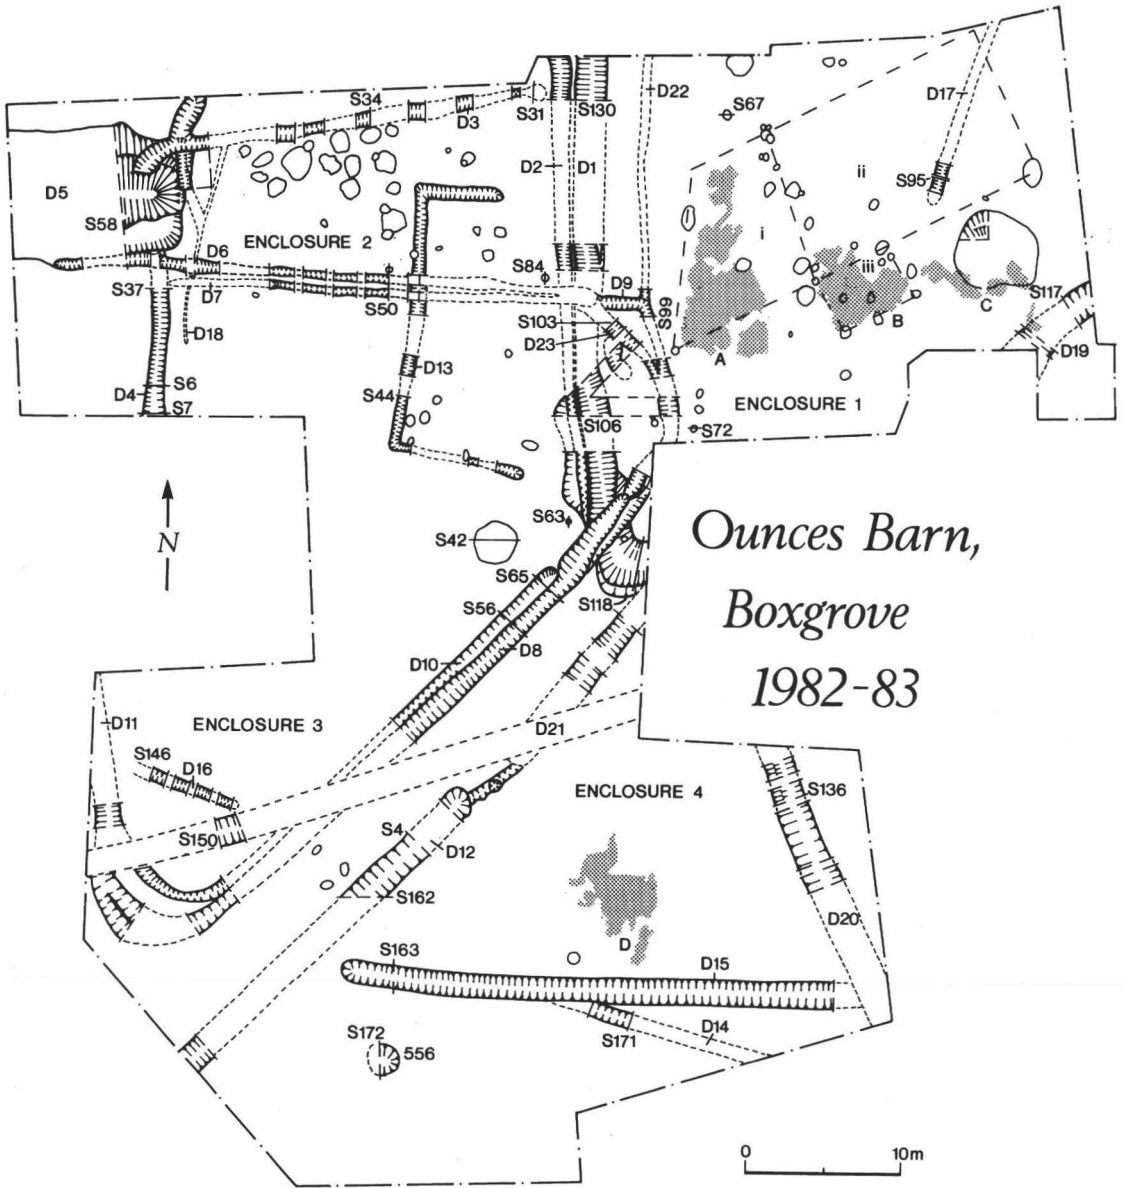 S34
D3
S31
S130
D22
S67
D17
D2
D1
ii
S95
D5
S58
ENCLOSURE 2
i
D6
S84
iii
D9
S37
D7
S50
S99
S103
D23
B
C
S117
D18
A
D19
D13
D4
S6
S7
S44
S106
ENCLOSURE 1
S72
S63
S42
N
Ounces Barn,
Boxgrove
1982-83
S65
S56
S118
D10
D8
D11
ENCLOSURE 3
D21
S146
D16
S150
ENCLOSURE 4
S136
S4
D12
S162
D20
D
S163
D15
S171
D14
S172
556
0
10m